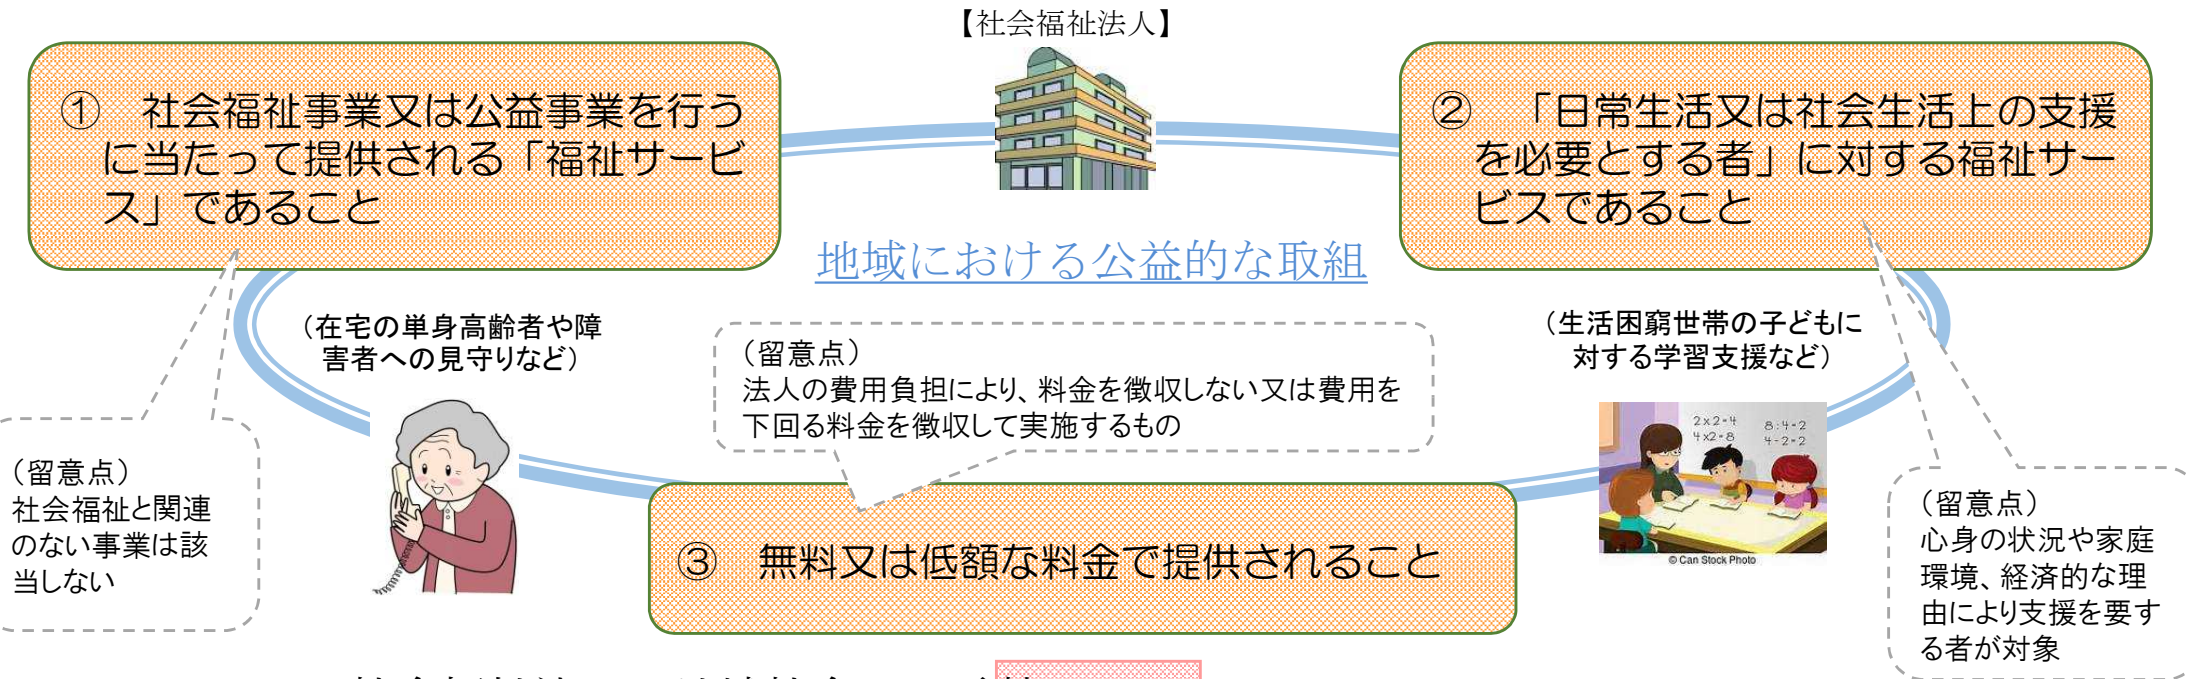 【社会福祉法人】
① 社会福祉事業又は公益事業を行う
に当たって提供される「福祉サービ
ス」であること
② 「日常生活又は社会生活上の支援
を必要とする者」に対する福祉サー
ビスであること
地域における公益的な取組
(在宅の単身高齢者や障
害者への見守りなど)
(留意点)
法人の費用負担により、料金を徴収しない又は費用を
下回る料金を徴収して実施するもの
(生活困窮世帯の子どもに
対する学習支援など)
2x2=4
4x2=8
8:4=2
4-2=2
© Can Stock Photo
(留意点)
社会福祉と関連
のない事業は該
当しない
③ 無料又は低額な料金で提供されること
(留意点)
心身の状況や家庭
環境、経済的な理
由により支援を要す
る者が対象